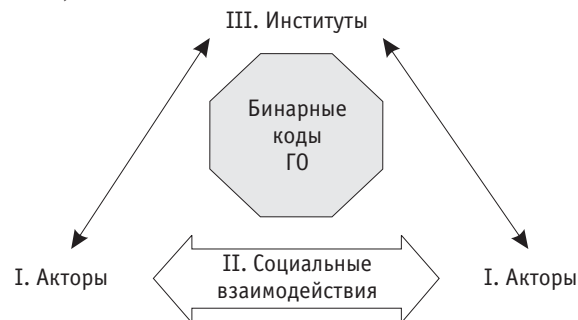 III. Институты
Бинарные
коды
ГО
I. Акторы
II. Социальные
взаимодействия
I. Акторы